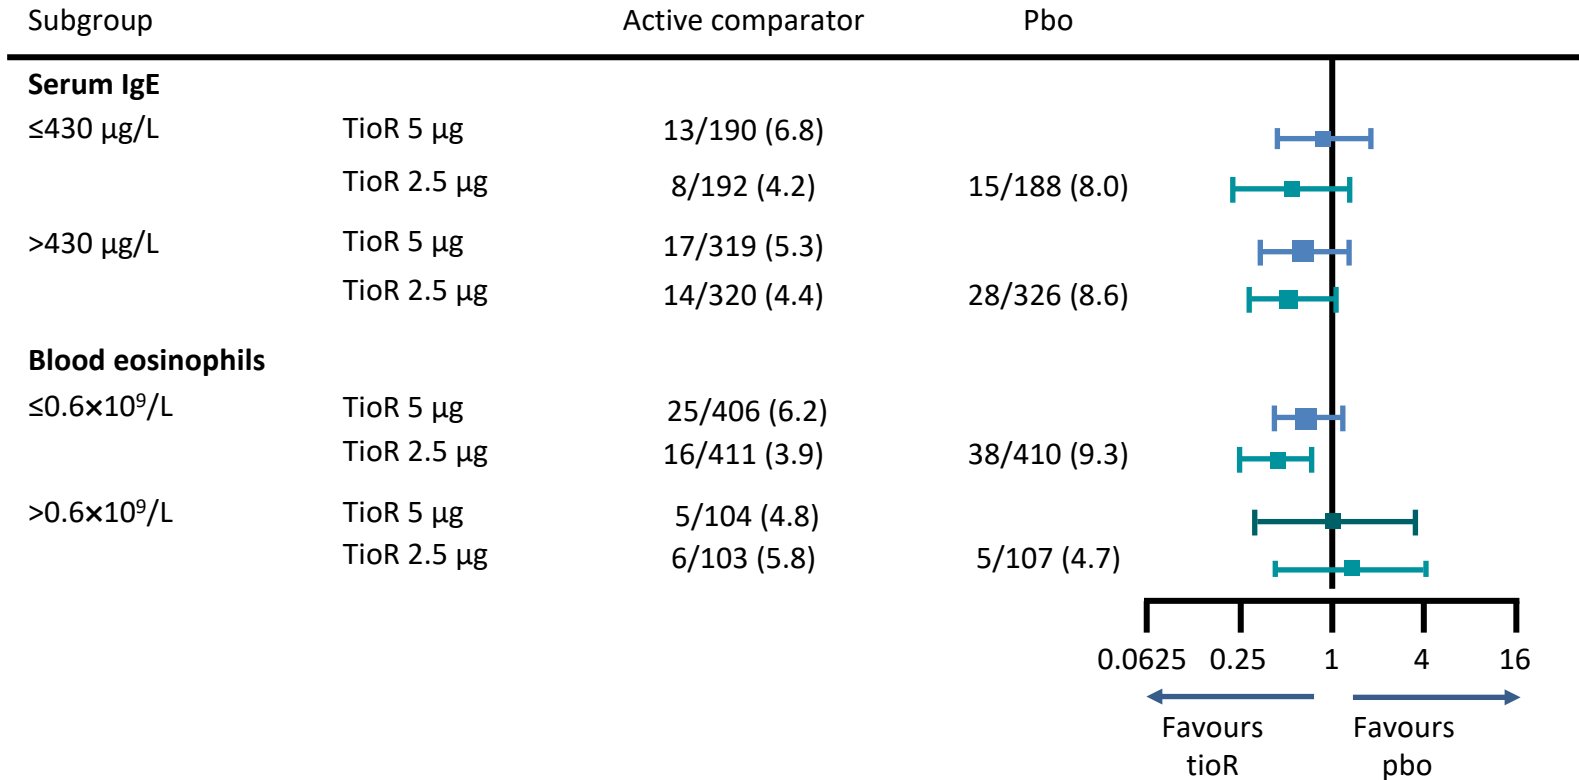 Subgroup Active comparator Pbo
Serum IgE
≤430 µg/L TioR 5 µg 13/190 (6.8)
TioR 2.5 µg 8/192 (4.2) 15/188 (8.0)
>430 µg/L TioR 5 µg 17/319 (5.3)
TioR 2.5 µg 14/320 (4.4) 28/326 (8.6)
Blood eosinophils
≤0.6×10⁹/L TioR 5 µg 25/406 (6.2)
TioR 2.5 µg 16/411 (3.9) 38/410 (9.3)
>0.6×10⁹/L TioR 5 µg 5/104 (4.8)
TioR 2.5 µg 6/103 (5.8) 5/107 (4.7)
0.0625 0.25 1 4 16
Favours Favours
tioR pbo